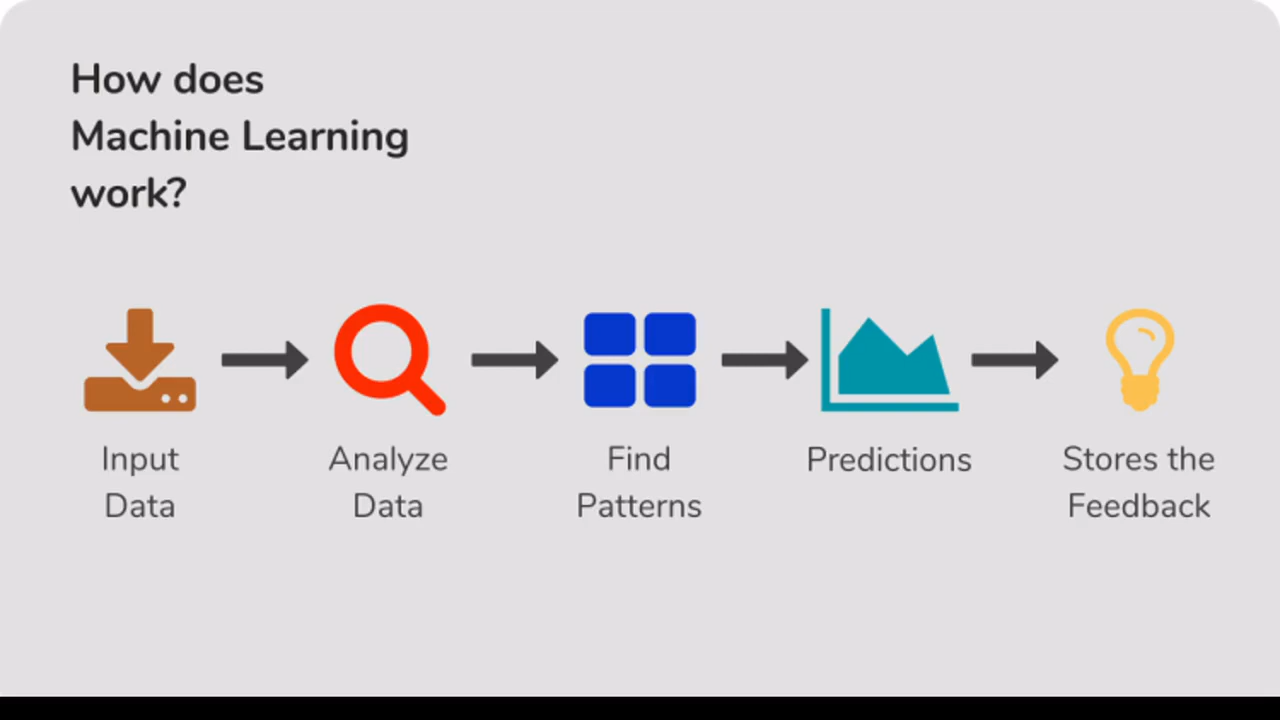 How does
Machine Learning
work?
Input
Data
Analyze
Data
Find
Patterns
Predictions
Stores the
Feedback